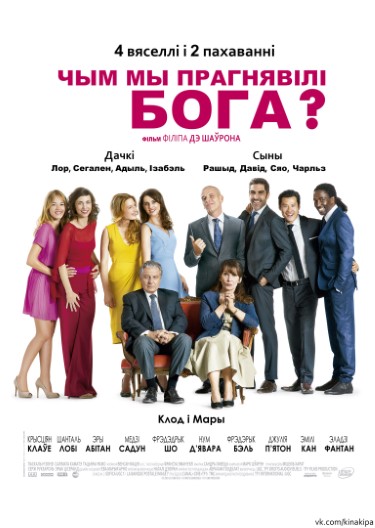 4 вяселлі і 2 пахаванні
ЧЫМ МЫ ПРАГНЯВІЛІ
БОГА?
ФІЛЬМ ФІЛІПА ДЭ ШАЎРОНА
Дачкі
Лор, Сегален, Адыль, Ізабэль
Сыны
Рашыд, Давід, Сяо, Чарльз
Клод і Мары
КРЫСЦІЯН КЛАЎЕ
ШАНТАЛЬ ЛОБІ
ЭРЫ АБІТАН
МЕДЗІ САДУН
ФРЭДЭРЫК ШО
НУМ Д'ЯВАРА
ФРЭДЭРЫК БЭЛЬ
ДЖУЛІЯ П'ЯТОН
ЭМІЛІ КАН
ЭЛАДЗІ ФАНТАН
vk.com/kinakipa